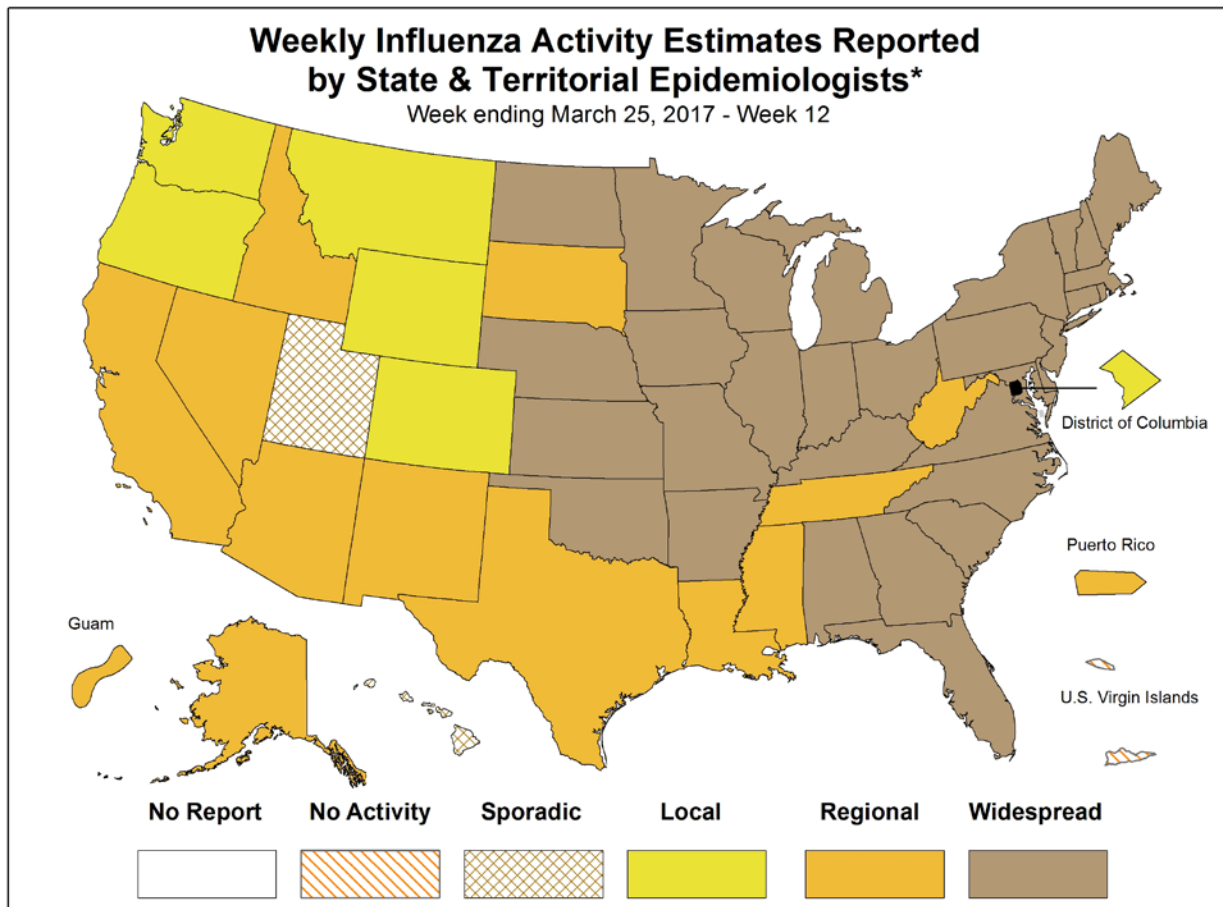 Weekly Influenza Activity Estimates Reported
by State & Territorial Epidemiologists*
Week ending March 25, 2017 - Week 12
District of Columbia
Puerto Rico
Guam
U.S. Virgin Islands
No Report
No Activity
Sporadic
Local
Regional
Widespread